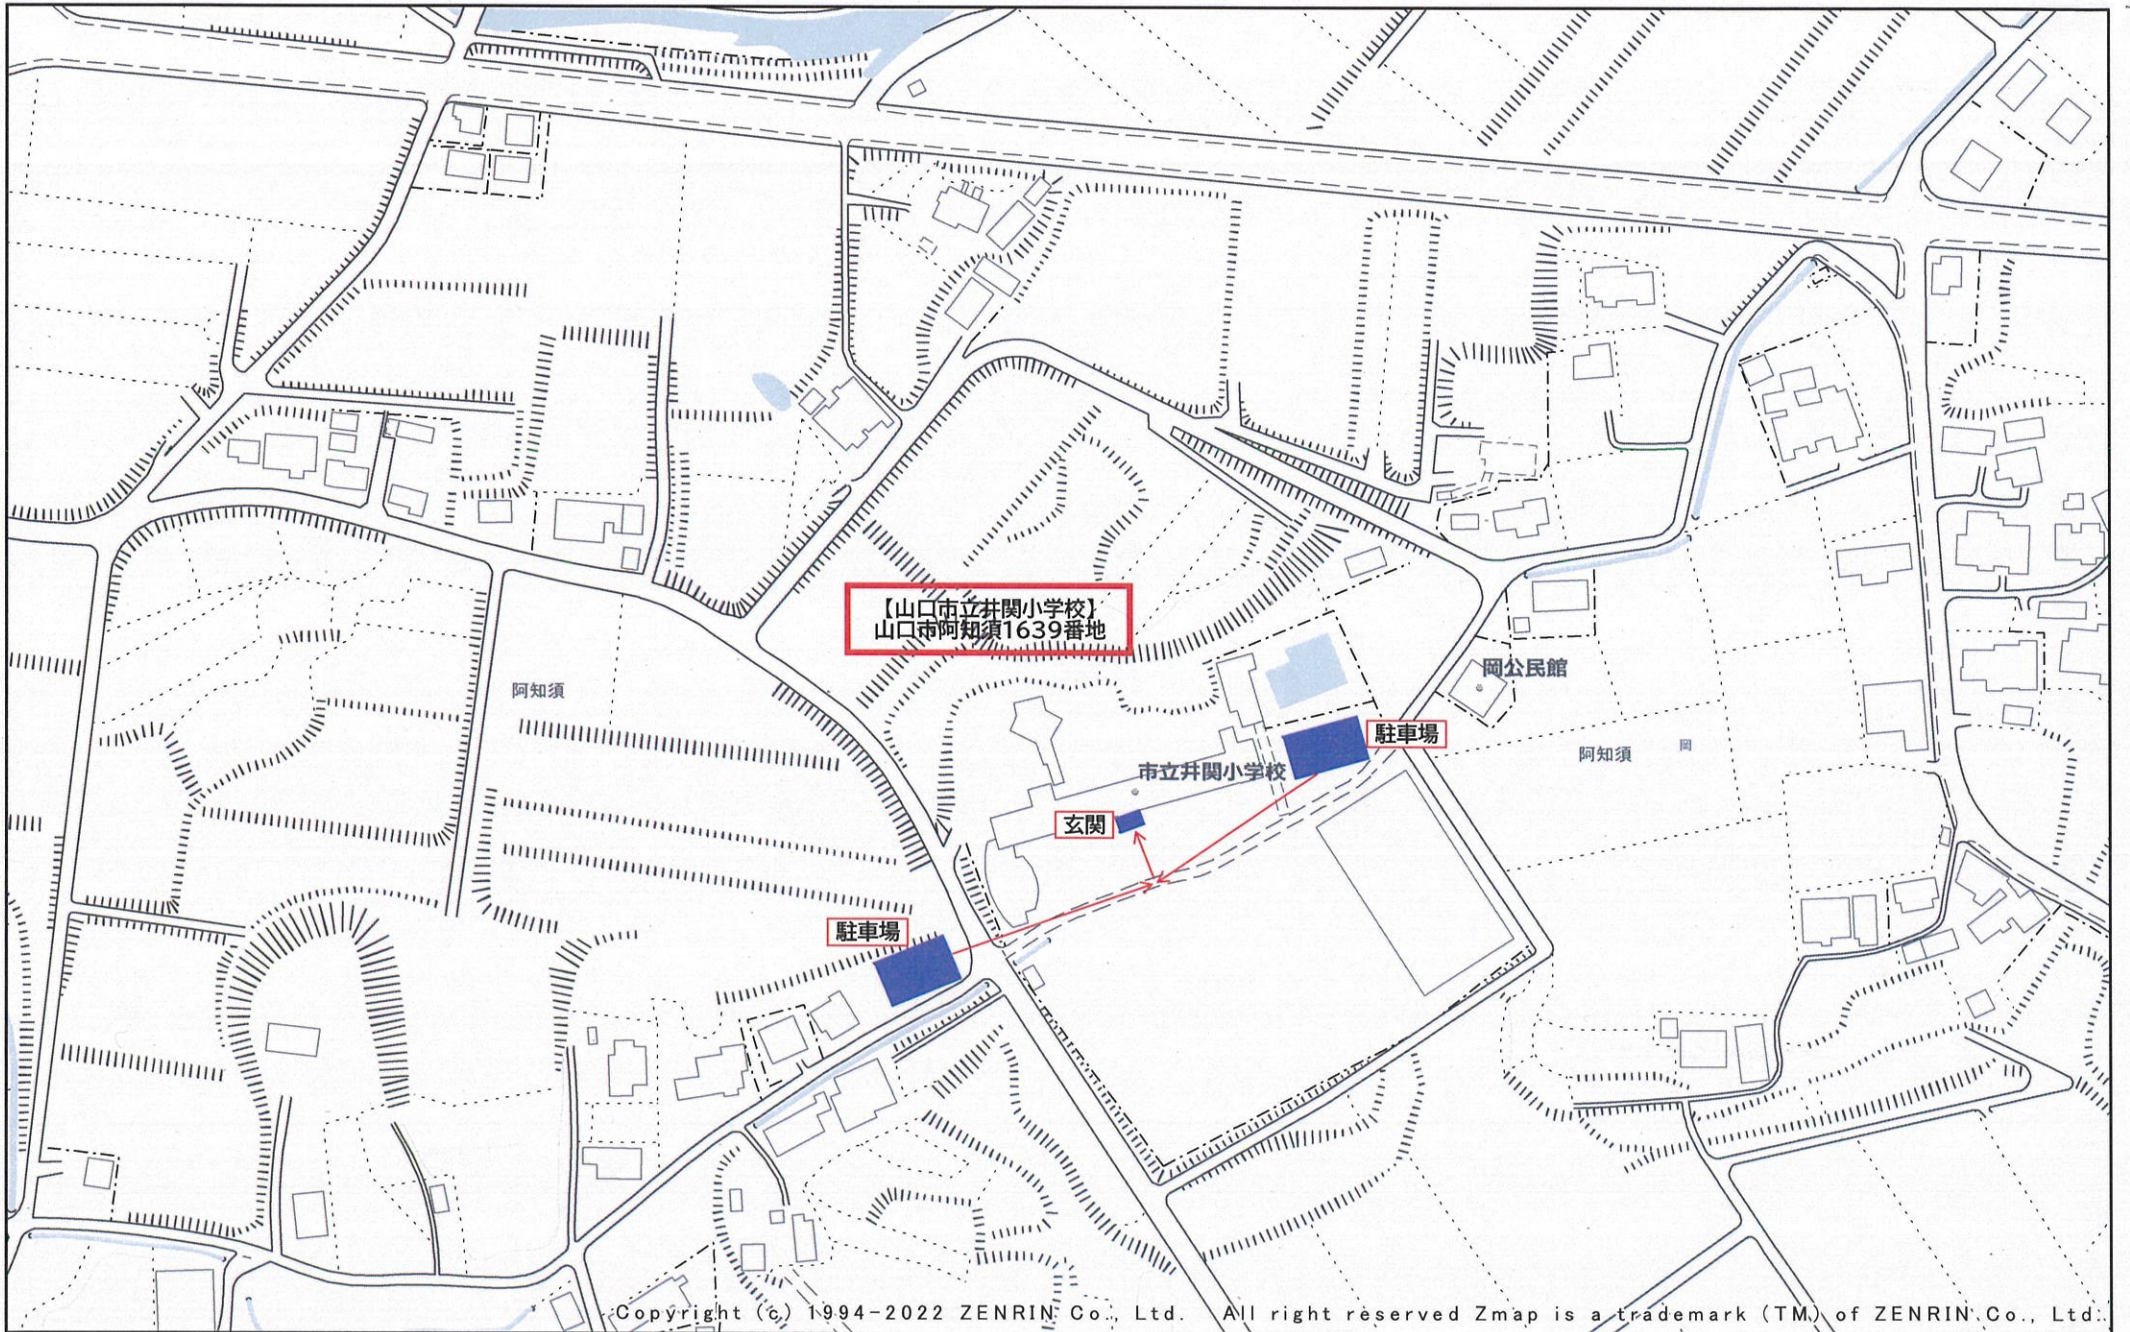 【山口市立井関小学校】
山口市阿知須1639番地
岡公民館
阿知須
駐車場
阿知須
岡
市立井関小学校
玄関
駐車場
Copyright (c) 1994-2022 ZENRIN Co., Ltd. All right reserved Zmap is a trademark (TM) of ZENRIN Co., Ltd.